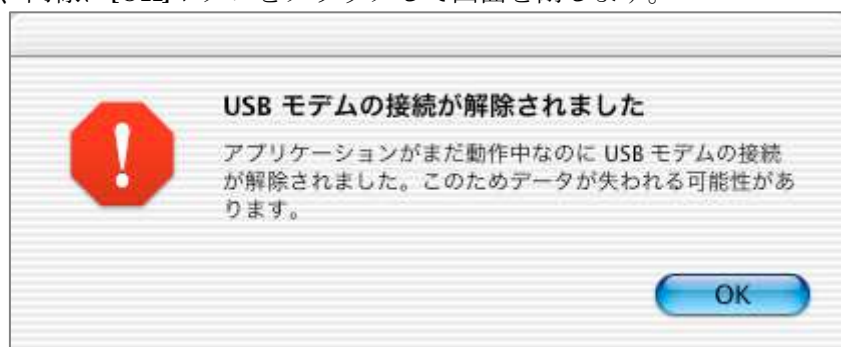 [OK]
USB モデムの接続が解除されました
アプリケーションがまだ動作中なのに USB モデムの接続
が解除されました。このためデータが失われる可能性があ
ります。
OK